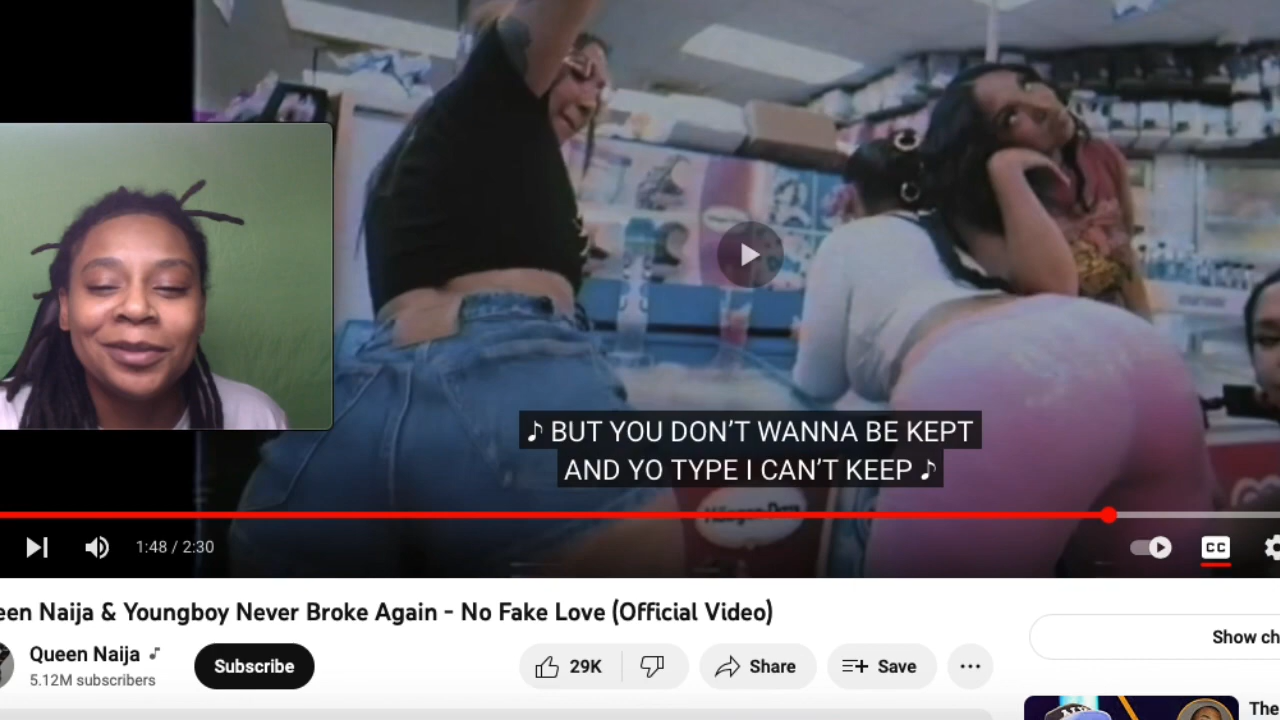 ♪ BUT YOU DON'T WANNA BE KEPT
AND YO TYPE I CAN'T KEEP ♪
Häagen-Dazs
1:48 / 2:30
CC
een Naija & Youngboy Never Broke Again - No Fake Love (Official Video)
Queen Naija
5.12M subscribers
Subscribe
29K
Share
Save
Show ch
The